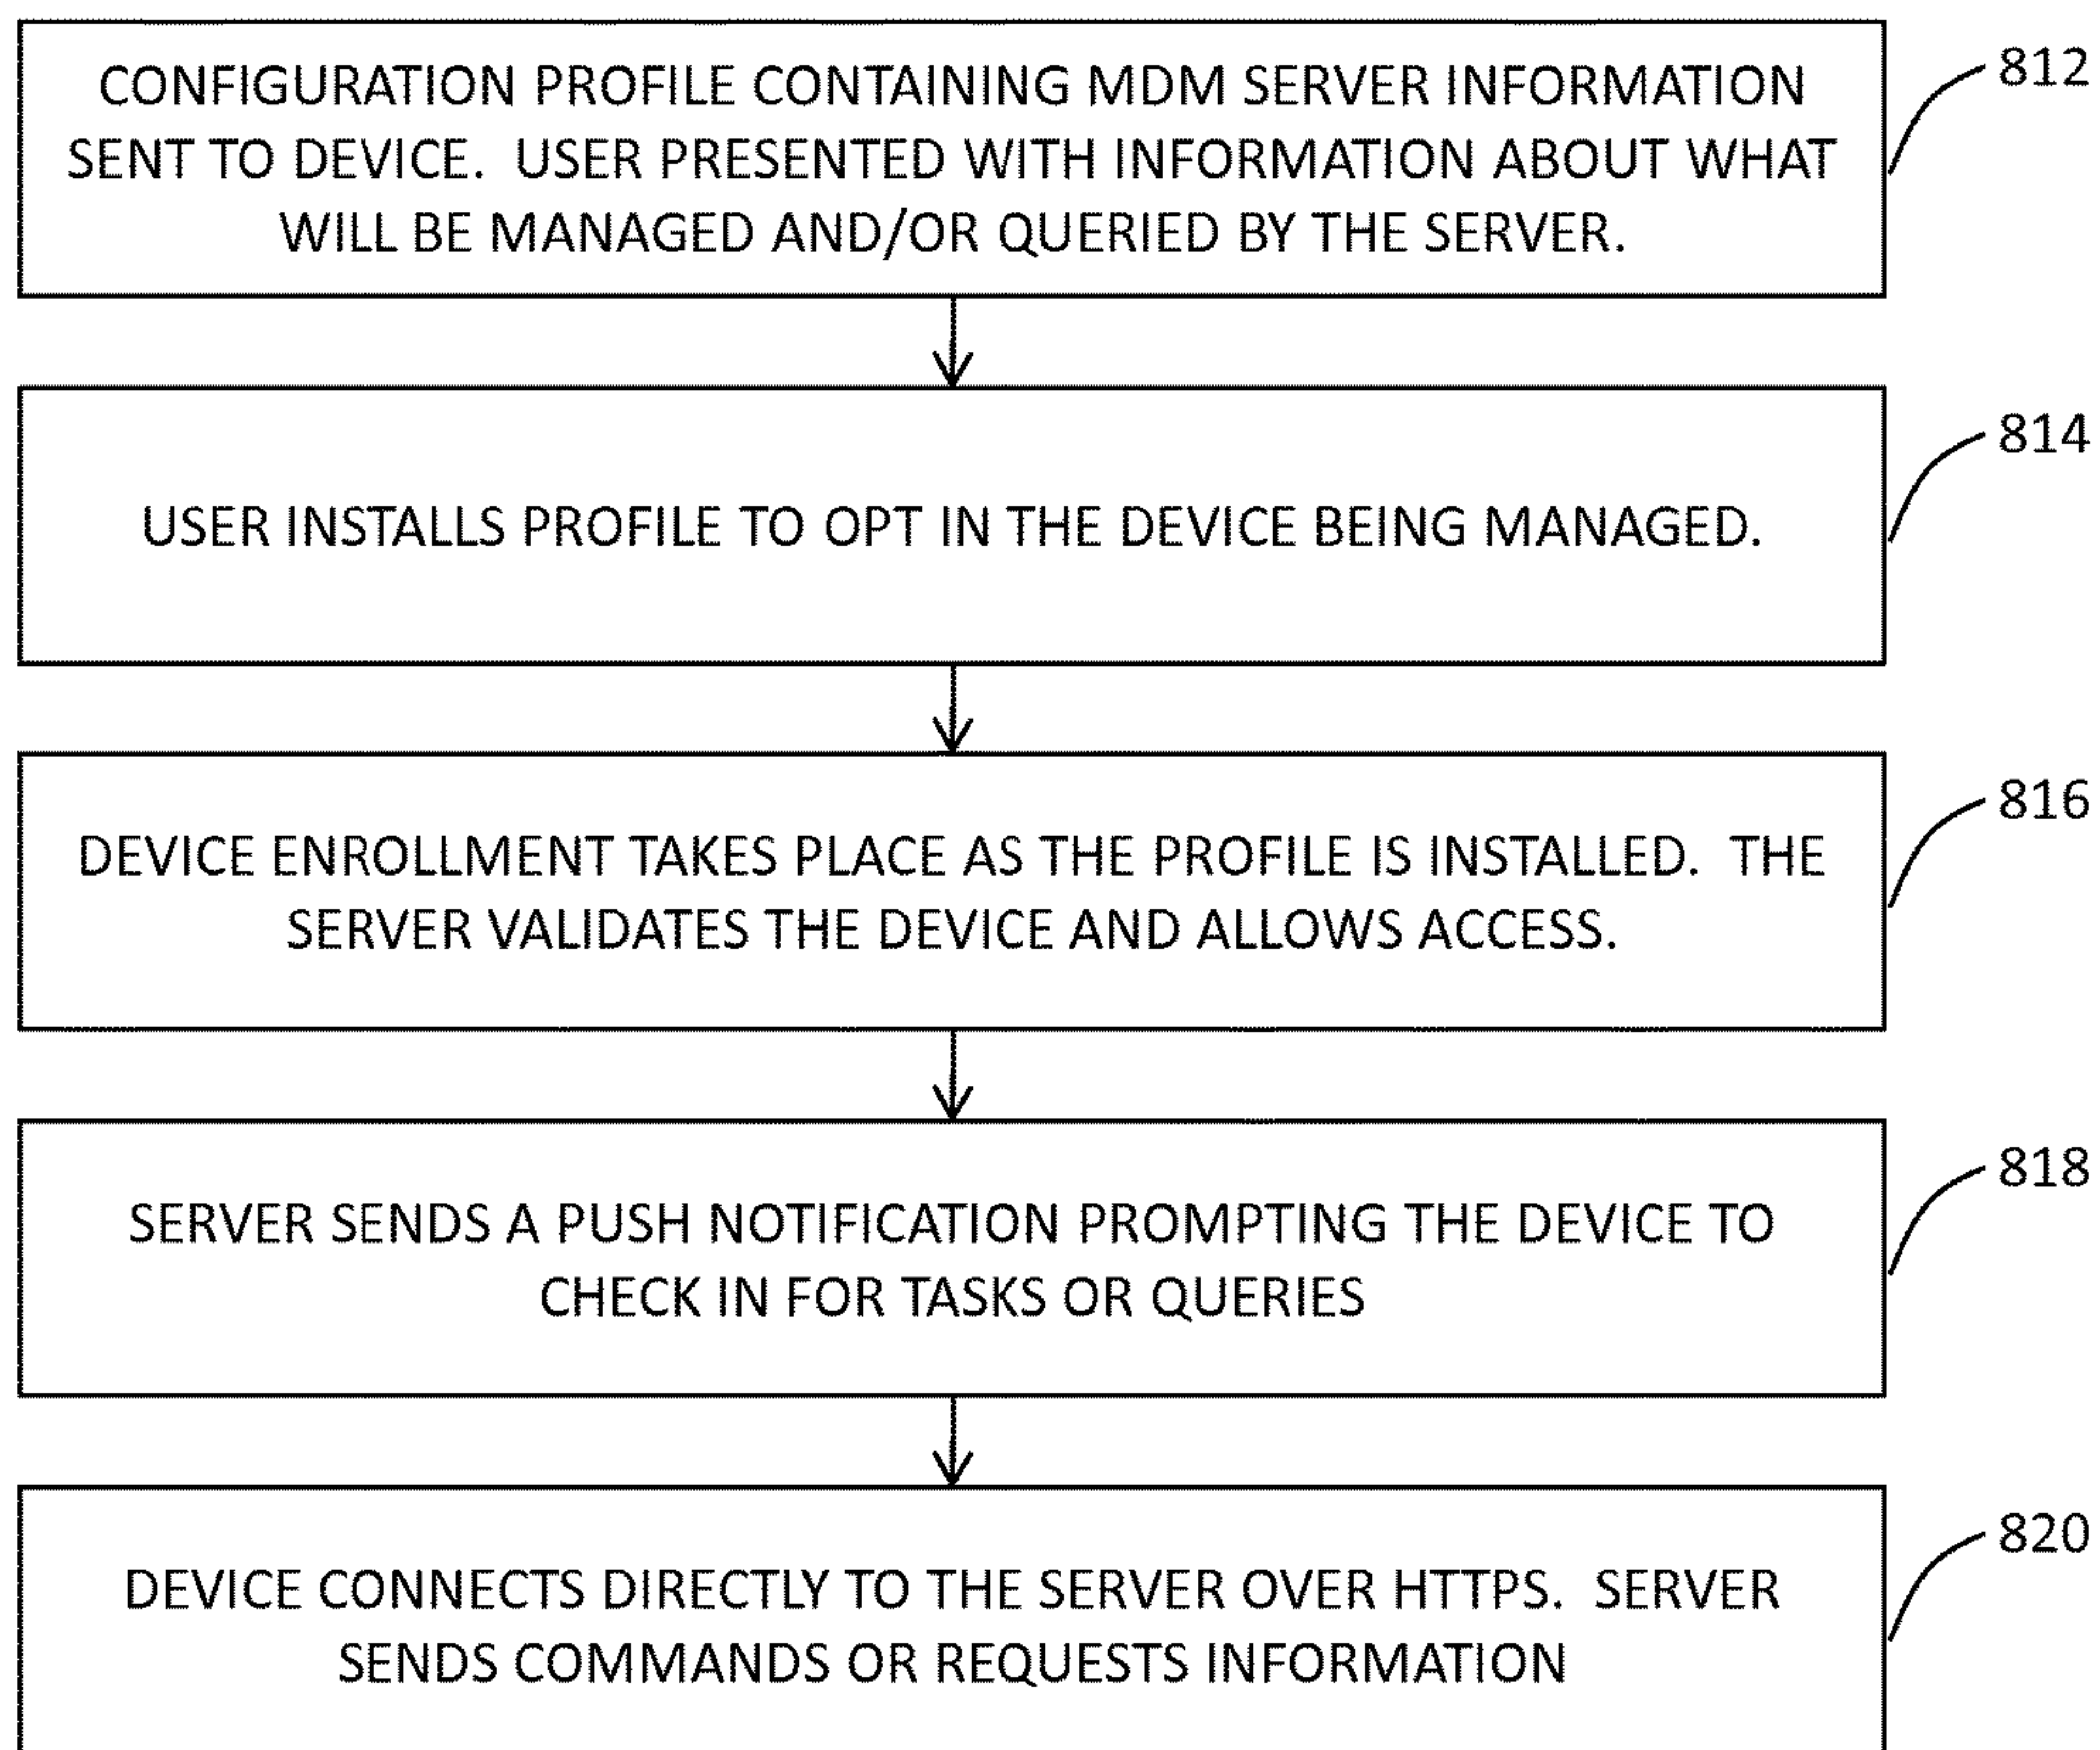 CONFIGURATION PROFILE CONTAINING MDM SERVER INFORMATION
SENT TO DEVICE. USER PRESENTED WITH INFORMATION ABOUT WHAT
WILL BE MANAGED AND/OR QUERIED BY THE SERVER.
812
USER INSTALLS PROFILE TO OPT IN THE DEVICE BEING MANAGED.
814
DEVICE ENROLLMENT TAKES PLACE AS THE PROFILE IS INSTALLED. THE
SERVER VALIDATES THE DEVICE AND ALLOWS ACCESS.
816
SERVER SENDS A PUSH NOTIFICATION PROMPTING THE DEVICE TO
CHECK IN FOR TASKS OR QUERIES
818
DEVICE CONNECTS DIRECTLY TO THE SERVER OVER HTTPS. SERVER
SENDS COMMANDS OR REQUESTS INFORMATION
820